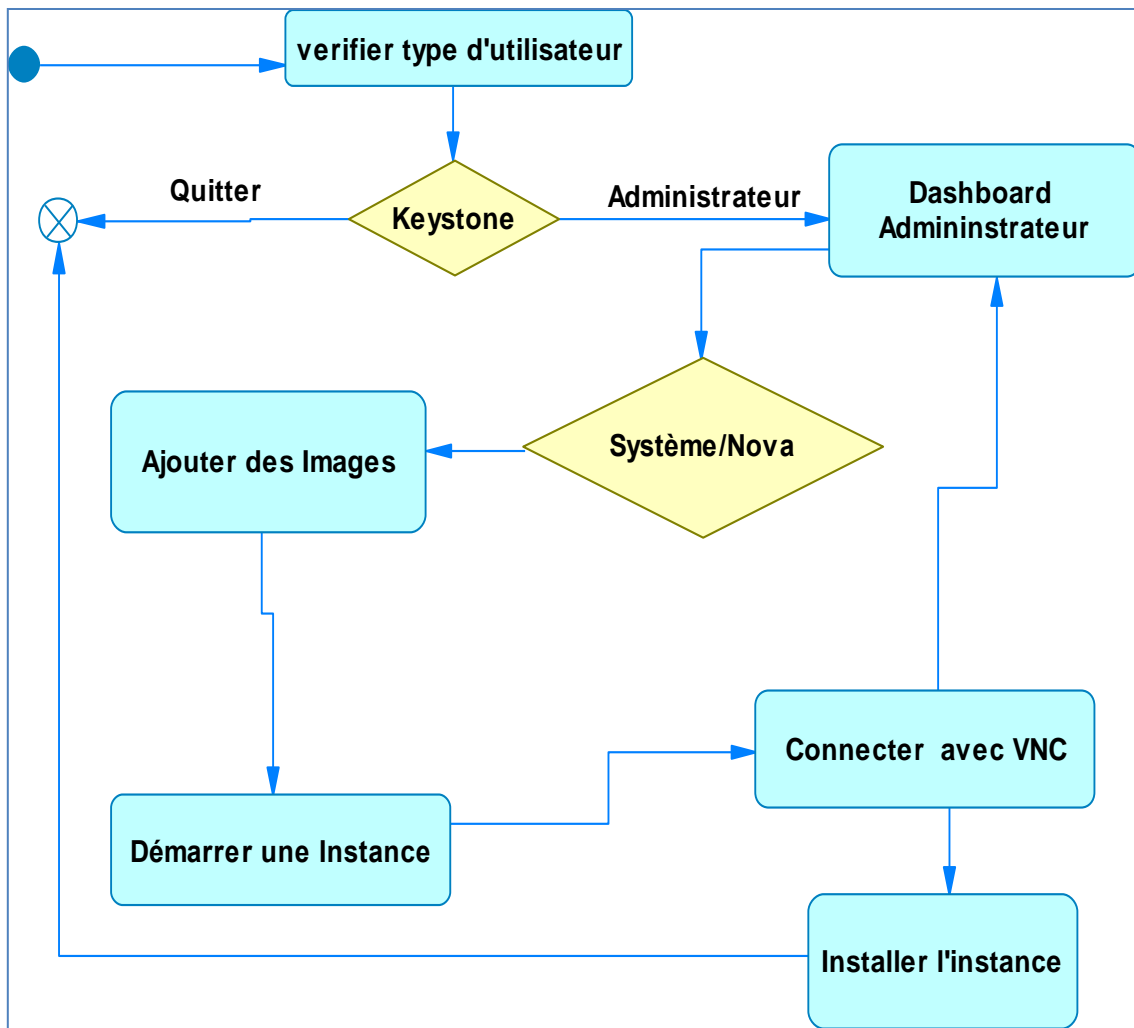 verifier type d'utilisateur
Quitter
Keystone
Administrateur
Dashboard
Admininstrateur
Système/Nova
Ajouter des Images
Connecter avec VNC
Démarrer une Instance
Installer l'instance